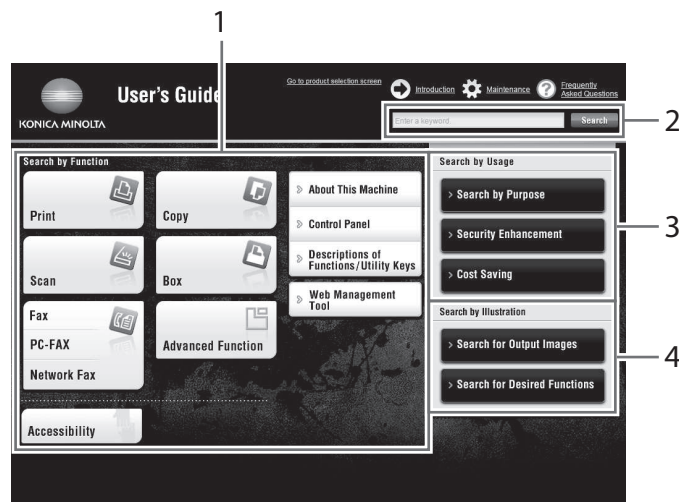 1
Go to product selection screen
Introduction
Maintenance
Frequently
Asked Questions
User's Guide
KONICA MINOLTA
Enter a keyword.
Search
2
Search by Function
Print
Copy
Scan
Box
Fax
PC-FAX
Network Fax
Advanced Function
Accessibility
» About This Machine
» Control Panel
» Descriptions of
Functions/Utility Keys
» Web Management
Tool
Search by Usage
> Search by Purpose
> Security Enhancement
> Cost Saving
3
Search by Illustration
> Search for Output Images
> Search for Desired Functions
4